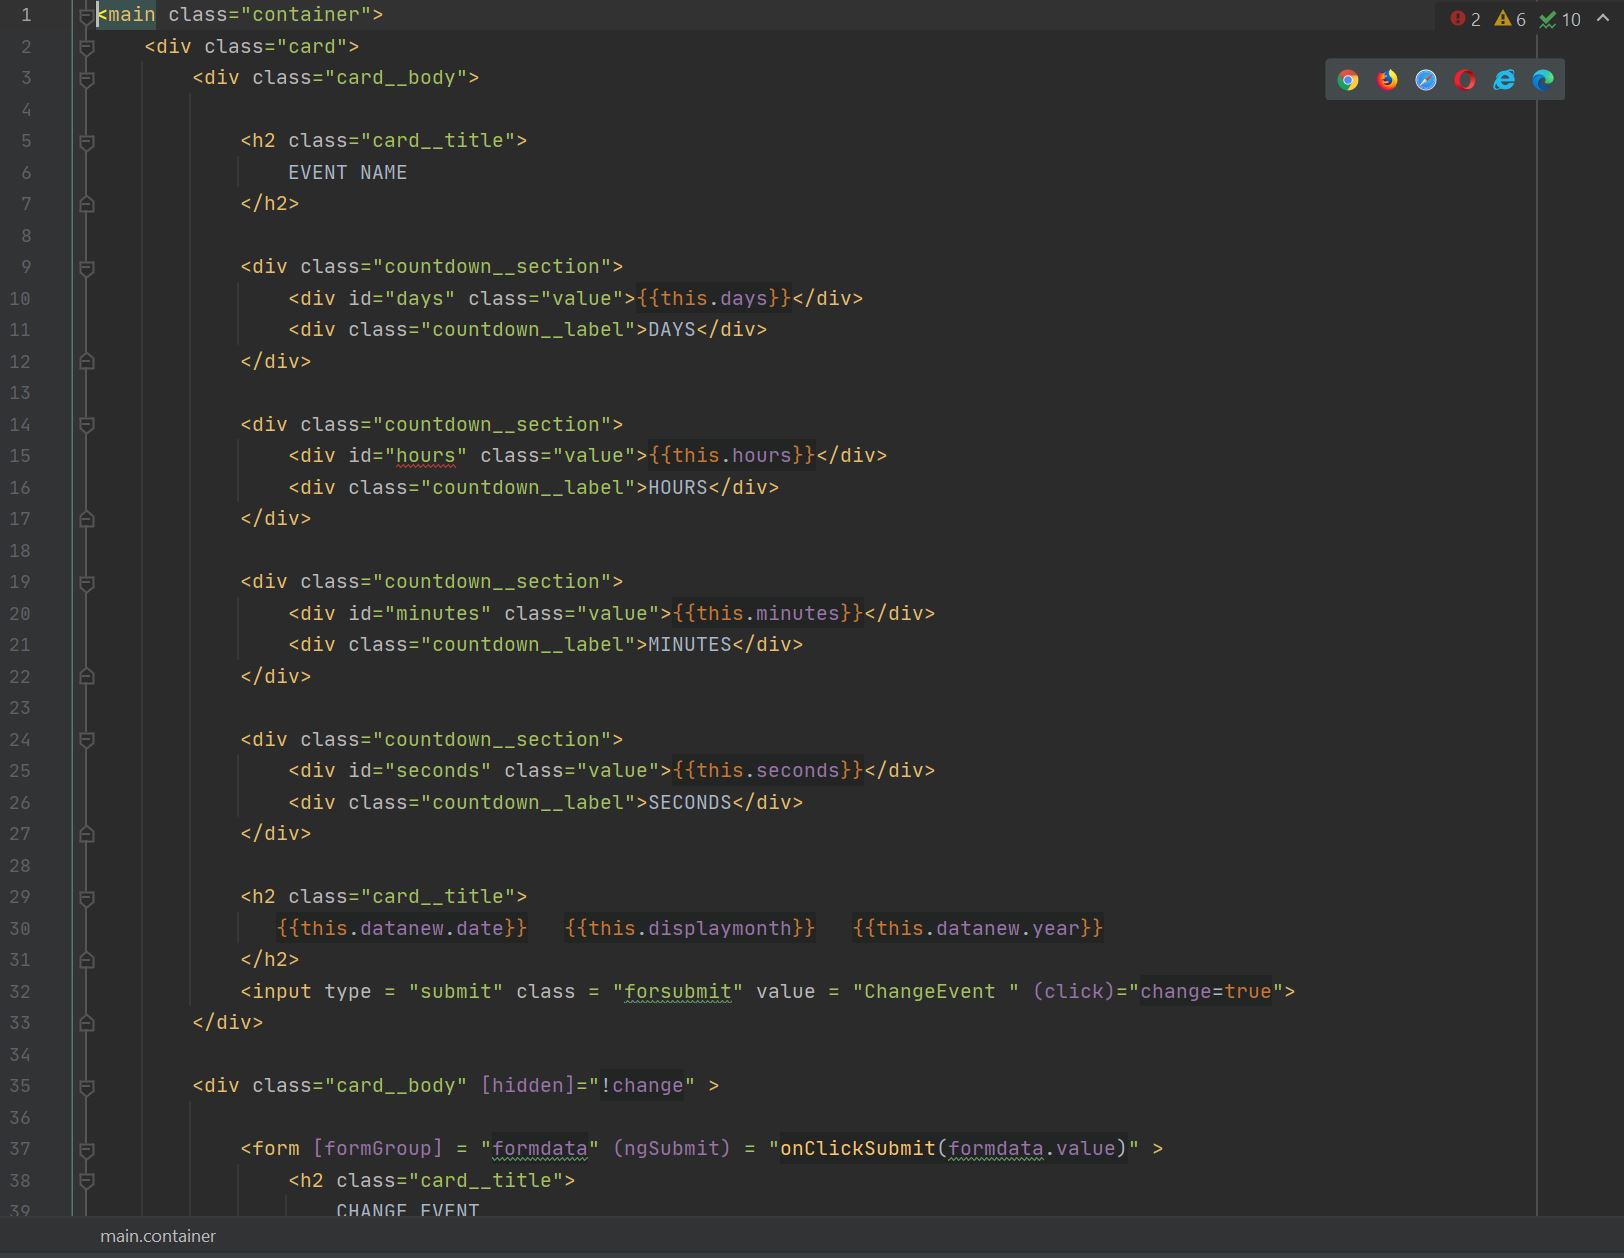 1 <main class="container"> 2 6 10
2 <div class="card">
3 <div class="card__body">
4
5 <h2 class="card__title">
6 EVENT NAME
7 </h2>
8
9 <div class="countdown__section">
10 <div id="days" class="value">{{this.days}}</div>
11 <div class="countdown__label">DAYS</div>
12 </div>
13
14 <div class="countdown__section">
15 <div id="hours" class="value">{{this.hours}}</div>
16 <div class="countdown__label">HOURS</div>
17 </div>
18
19 <div class="countdown__section">
20 <div id="minutes" class="value">{{this.minutes}}</div>
21 <div class="countdown__label">MINUTES</div>
22 </div>
23
24 <div class="countdown__section">
25 <div id="seconds" class="value">{{this.seconds}}</div>
26 <div class="countdown__label">SECONDS</div>
27 </div>
28
29 <h2 class="card__title">
30 {{this.datanew.date}} {{this.displaymonth}} {{this.datanew.year}}
31 </h2>
32 <input type = "submit" class = "forsubmit" value = "ChangeEvent " (click)="change=true">
33 </div>
34
35 <div class="card__body" [hidden]="!change" >
36
37 <form [formGroup] = "formdata" (ngSubmit) = "onClickSubmit(formdata.value)" >
38 <h2 class="card__title">
39 CHANGE EVENT
main.container